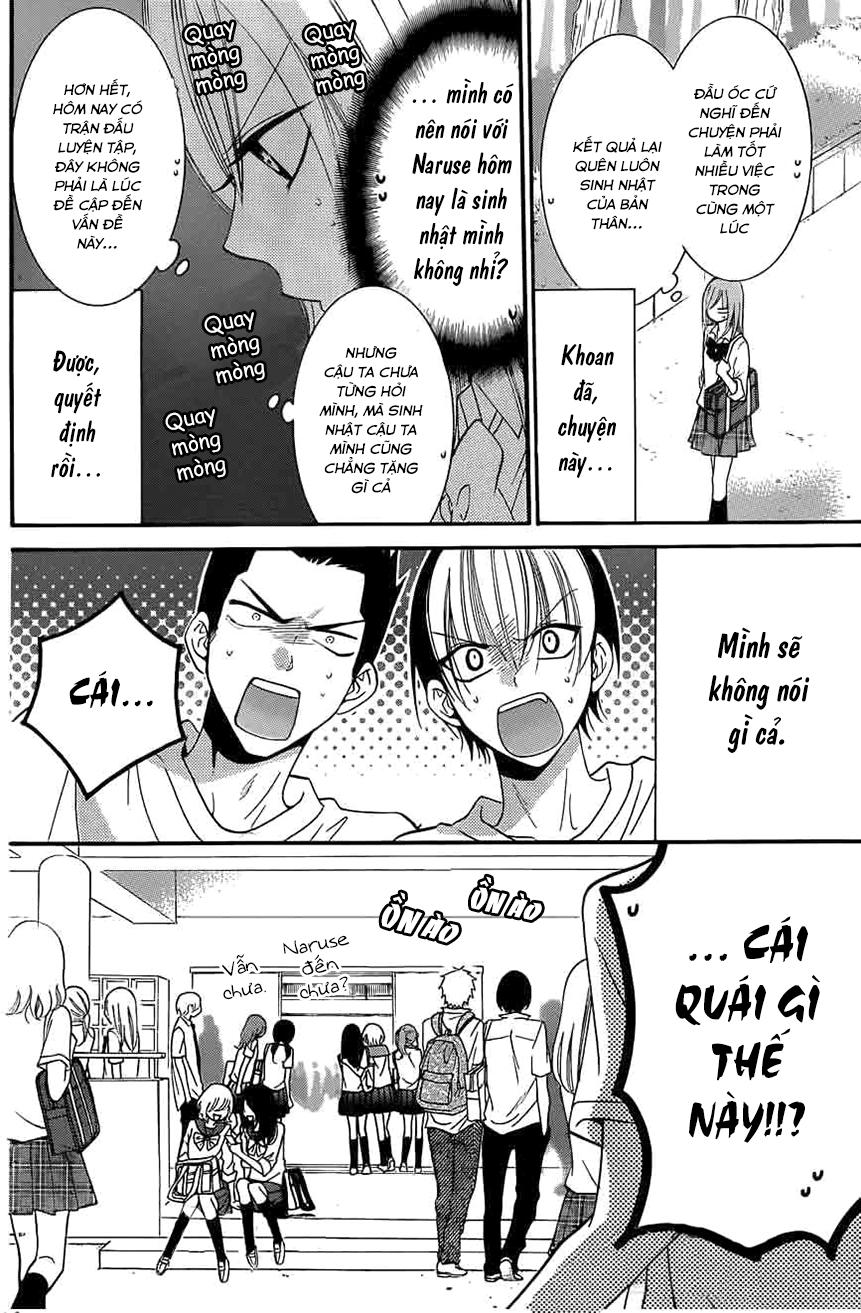 ĐẦU ÓC CỨ
NGHĨ ĐẾN
CHUYỆN PHẢI
LÀM TỐT
NHIỀU VIỆC
TRONG
CÙNG MỘT
LÚC
KẾT QUẢ LẠI
QUÊN LUÔN
SINH NHẬT
CỦA BẢN
THÂN...
Khoan
đã,
chuyện
này...
... mình có
nên nói với
Naruse hôm
nay là sinh
nhật mình
không nhỉ?
Quay
mòng
mòng
Quay
mòng
mòng
HƠN HẾT,
HÔM NAY CÓ
TRẬN ĐẤU
LUYỆN TẬP,
ĐÂY KHÔNG
PHẢI LÀ LÚC
ĐỀ CẬP ĐẾN
VẤN ĐỀ
NÀY...
NHƯNG
CẬU TA CHƯA
TỪNG HỎI
MÌNH, MÀ SINH
NHẬT CẬU TA
MÌNH CŨNG
CHẲNG TẶNG
GÌ CẢ
Quay
mòng
mòng
Quay
mòng
mòng
Được,
quyết
định
rồi...
Mình sẽ
không nói
gì cả.
CÁI...
... CÁI
QUÁI GÌ
THẾ
NÀY!!?
ỒN ÀO
ỒN ÀO
Naruse
đến
chưa?
Vẫn
chưa.